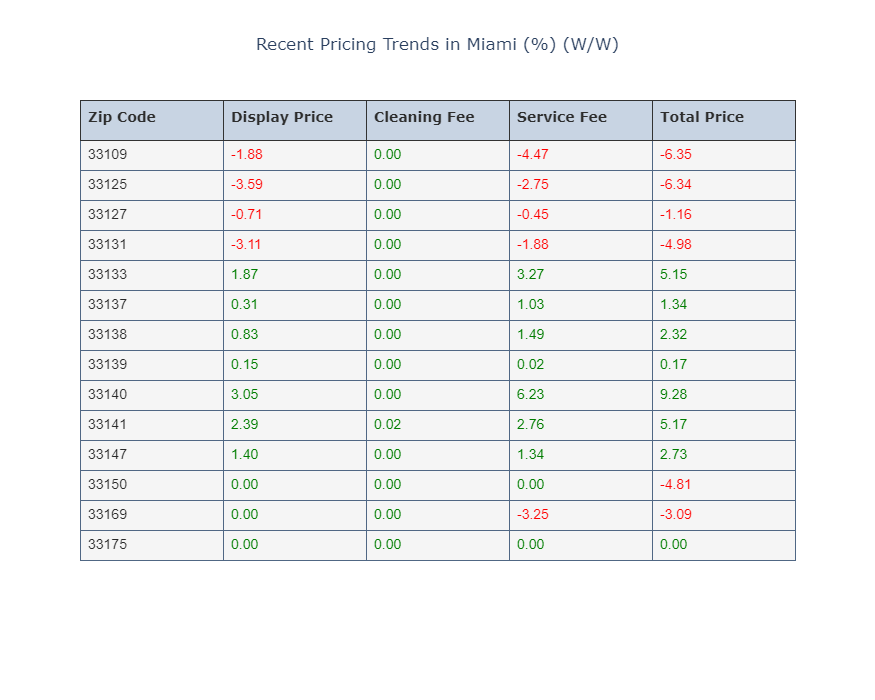 Recent Pricing Trends in Miami (%) (W/W)
Zip Code Display Price Cleaning Fee Service Fee Total Price
33109 -1.88 0.00 -4.47 -6.35
33125 -3.59 0.00 -2.75 -6.34
33127 -0.71 0.00 -0.45 -1.16
33131 -3.11 0.00 -1.88 -4.98
33133 1.87 0.00 3.27 5.15
33137 0.31 0.00 1.03 1.34
33138 0.83 0.00 1.49 2.32
33139 0.15 0.00 0.02 0.17
33140 3.05 0.00 6.23 9.28
33141 2.39 0.02 2.76 5.17
33147 1.40 0.00 1.34 2.73
33150 0.00 0.00 0.00 -4.81
33169 0.00 0.00 -3.25 -3.09
33175 0.00 0.00 0.00 0.00